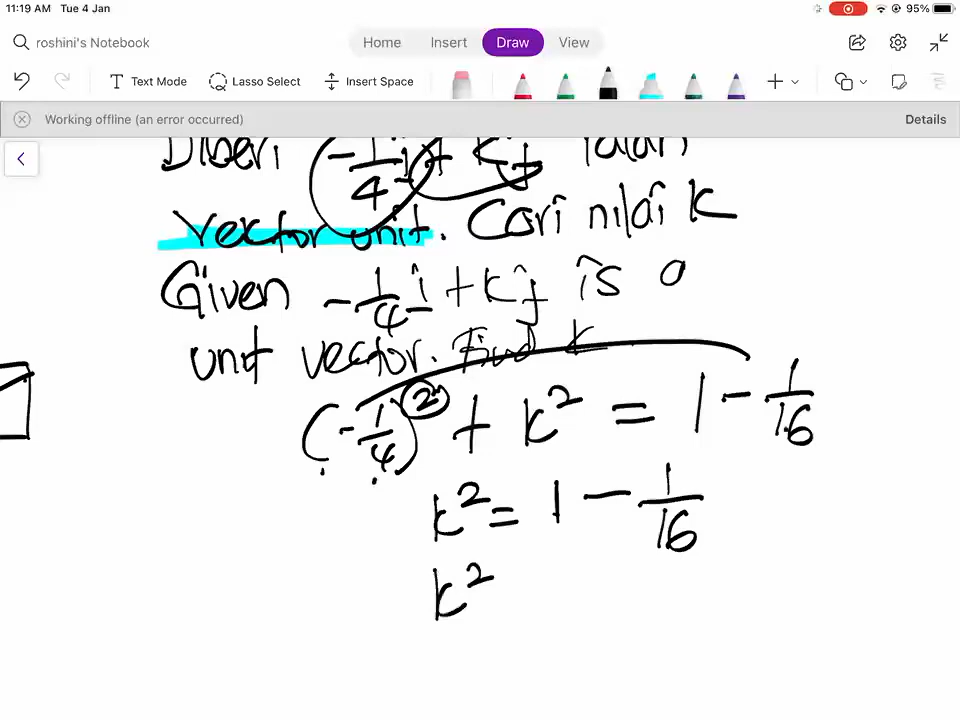 11:19 AM Tue 4 Jan
95%
roshini's Notebook
Home Insert Draw View
Text Mode Lasso Select Insert Space
Working offline (an error occurred) Details
Diberi -1/4 i + kj ialah
vector unit. Cari nilai k
Given -1/4 i + kj is a
unit vector. Find k
(-1/4)² + k² = 1 - 1/16
k² = 1 - 1/16
k²